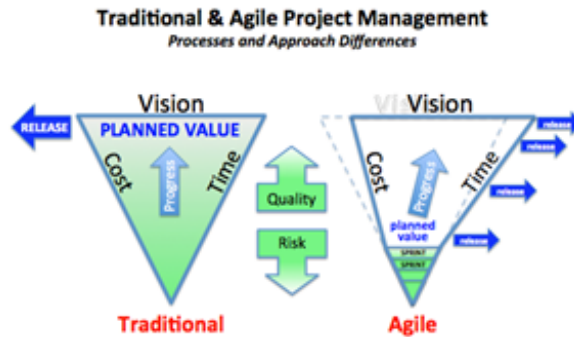 Traditional & Agile Project Management
Processes and Approach Differences
Vision
RELEASE
PLANNED VALUE
Cost
Progress
Time
Quality
Risk
Traditional
Vis
Vision
release
release
release
release
Cost
Progress
Time
planned
value
SPRINT
SPRINT
Agile